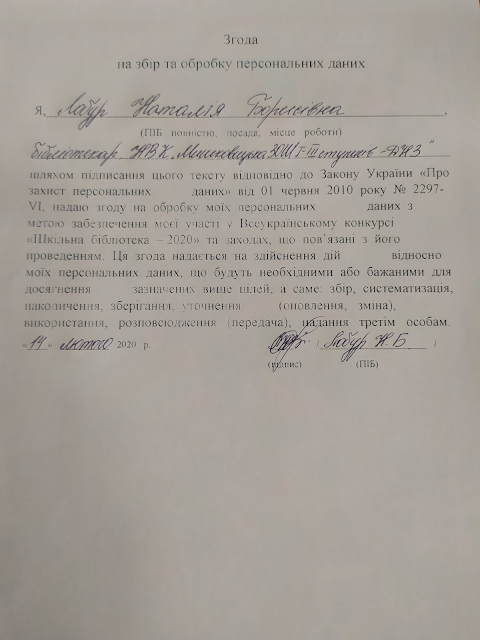 Згода
на збір та обробку персональних даних
Я, Лабур Наталія Борисівна,
(ПІБ повністю, посада, місце роботи)
бібліотекар НВК „ ЗОШ І-ІІІ ступенів -ДНЗ"
шляхом підписання цього тексту відповідно до Закону України «Про
захист персональних даних» від 01 червня 2010 року № 2297-
VI, надаю згоду на обробку моїх персональних даних з
метою забезпечення моєї участі у Всеукраїнському конкурсі
«Шкільна бібліотека – 2020» та заходах, що пов'язані з його
проведенням. Ця згода надається на здійснення дій відносно
моїх персональних даних, що будуть необхідними або бажаними для
досягнення зазначених вище цілей, а саме: збір, систематизація,
накопичення, зберігання, уточнення (оновлення, зміна),
використання, розповсюдження (передача), надання третім особам.
«14» лютого 2020 р. ( Лабур Н.Б. )
(підпис) (ПІБ)